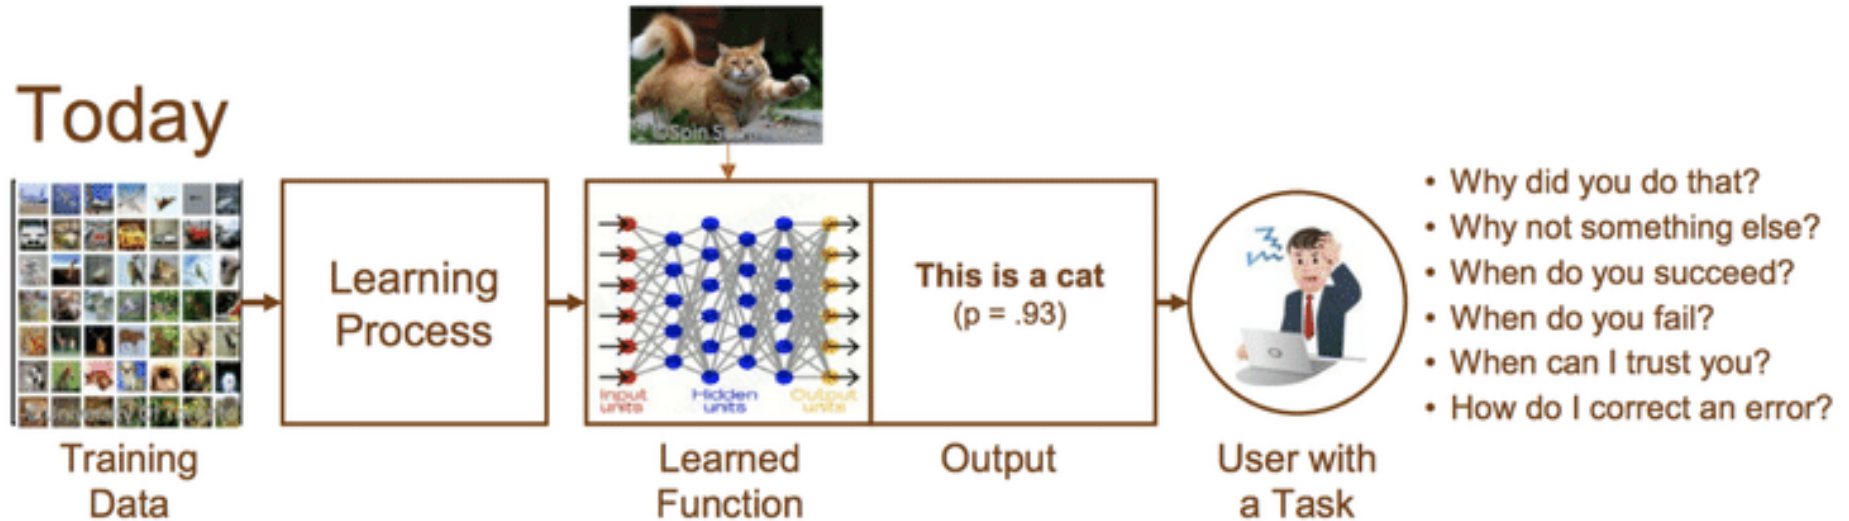 Today
©Spin S
Learning
Process
Input
units
Hidden
units
Output
units
This is a cat
(p = .93)
• Why did you do that?
• Why not something else?
• When do you succeed?
• When do you fail?
• When can I trust you?
• How do I correct an error?
Training
Data
Learned
Function
Output
User with
a Task